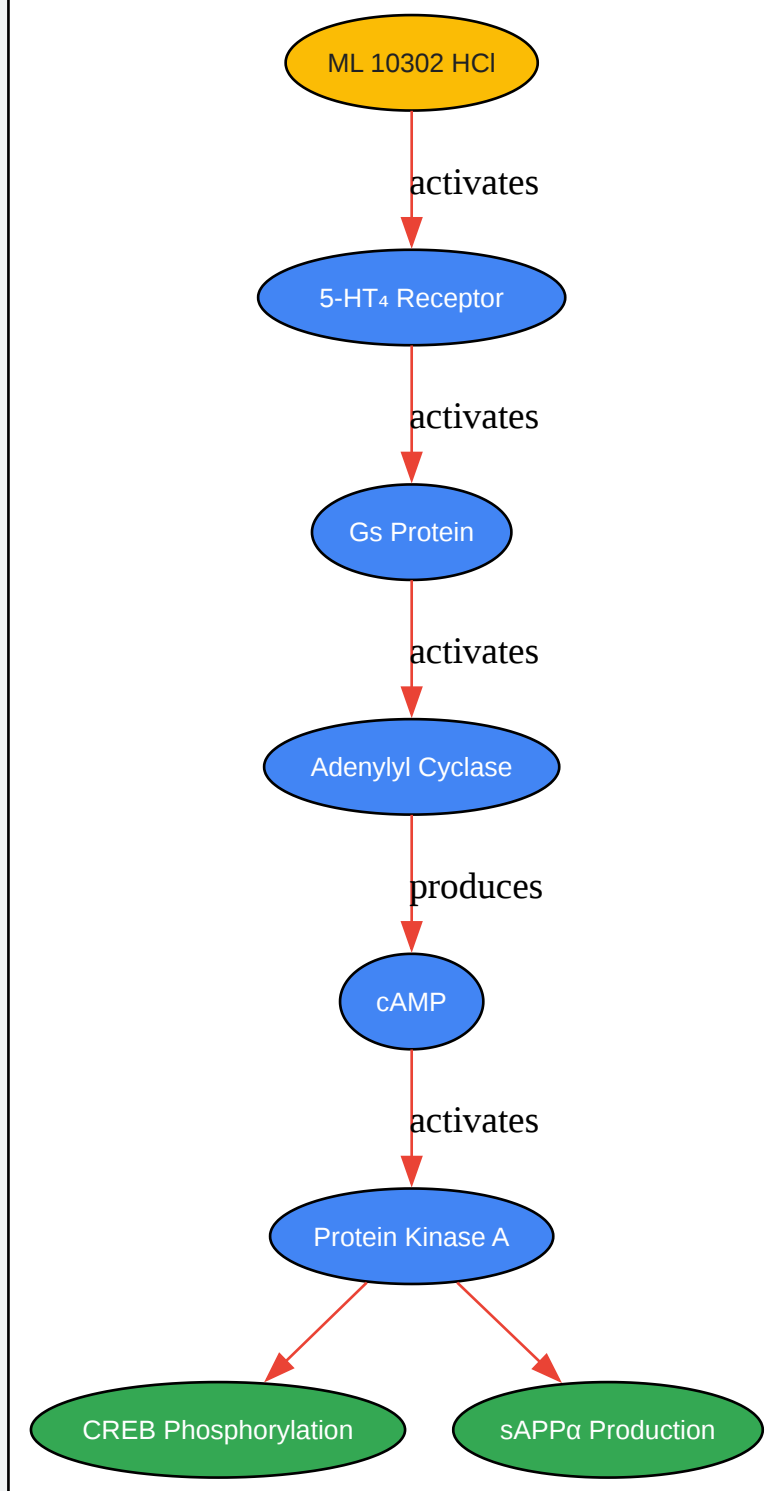 ML 10302 HCl
activates
5-HT₄ Receptor
activates
Gs Protein
activates
Adenylyl Cyclase
produces
cAMP
activates
Protein Kinase A
CREB Phosphorylation
sAPPα Production